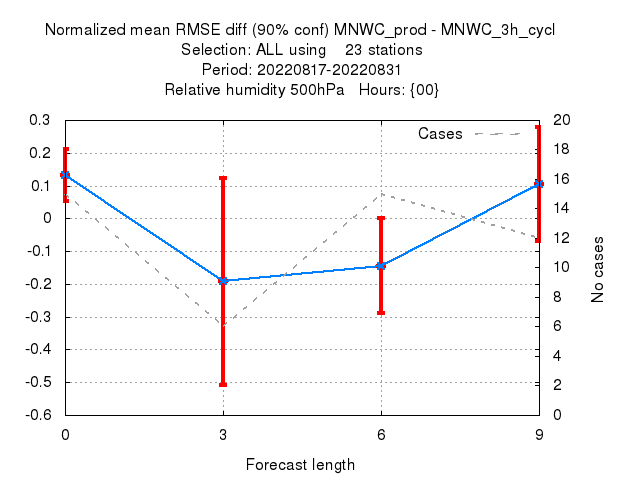 Normalized mean RMSE diff (90% conf) MNWC_prod - MNWC_3h_cycl
Selection: ALL using 23 stations
Period: 20220817-20220831
Relative humidity 500hPa Hours: {00}
Cases
0.3
0.2
0.1
0
-0.1
-0.2
-0.3
-0.4
-0.5
-0.6
20
18
16
14
12
10
8
6
4
2
0
No cases
0 3 6 9
Forecast length